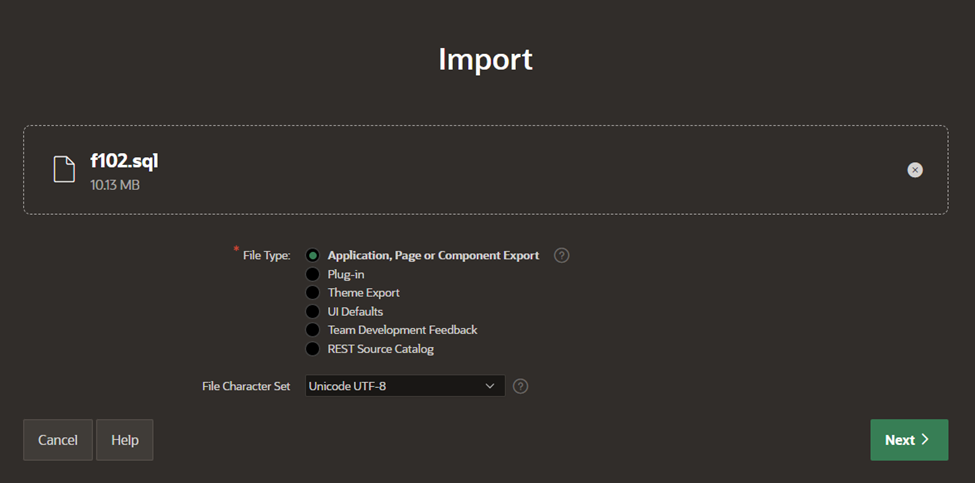 Import
f102.sql
10.13 MB
* File Type:
Application, Page or Component Export ?
Plug-in
Theme Export
UI Defaults
Team Development Feedback
REST Source Catalog
File Character Set Unicode UTF-8 ?
Cancel Help Next